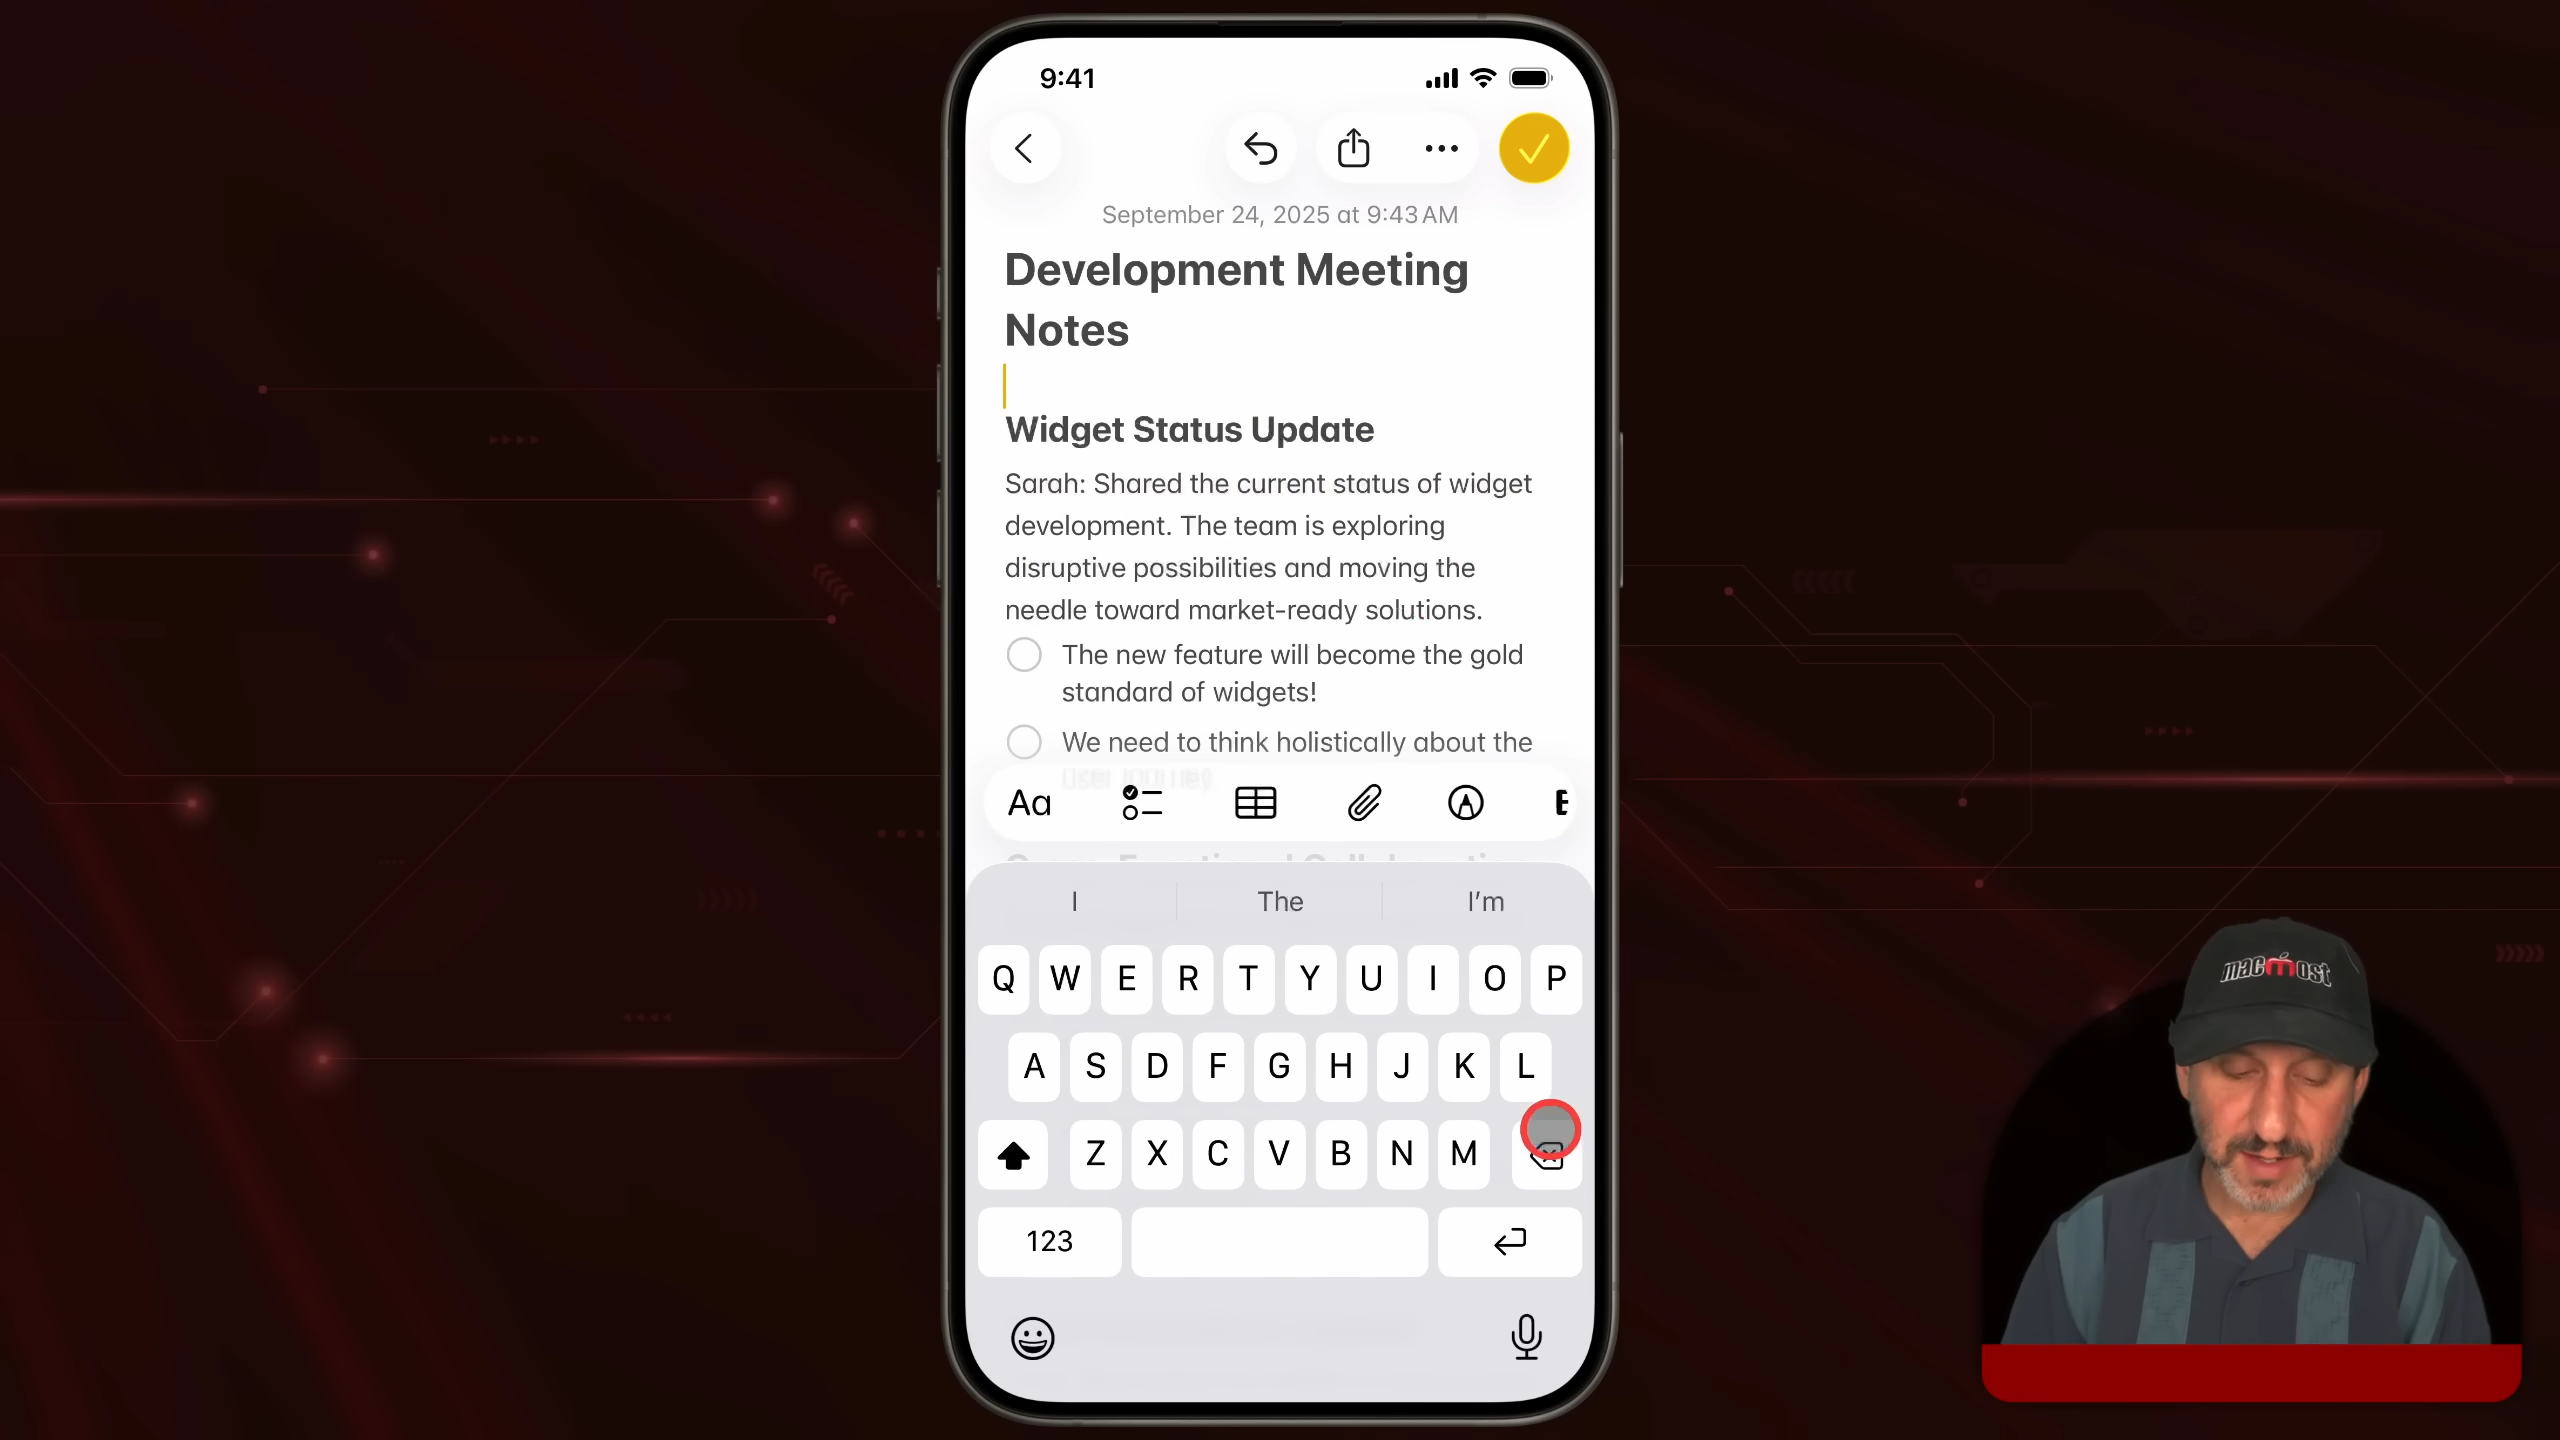 9:41
September 24, 2025 at 9:43 AM
Development Meeting
Notes
Widget Status Update
Sarah: Shared the current status of widget
development. The team is exploring
disruptive possibilities and moving the
needle toward market-ready solutions.
The new feature will become the gold
standard of widgets!
We need to think holistically about the
user journey.
Aa
I The I'm
Q W E R T Y U I O P
A S D F G H J K L
Z X C V B N M
123
macmost